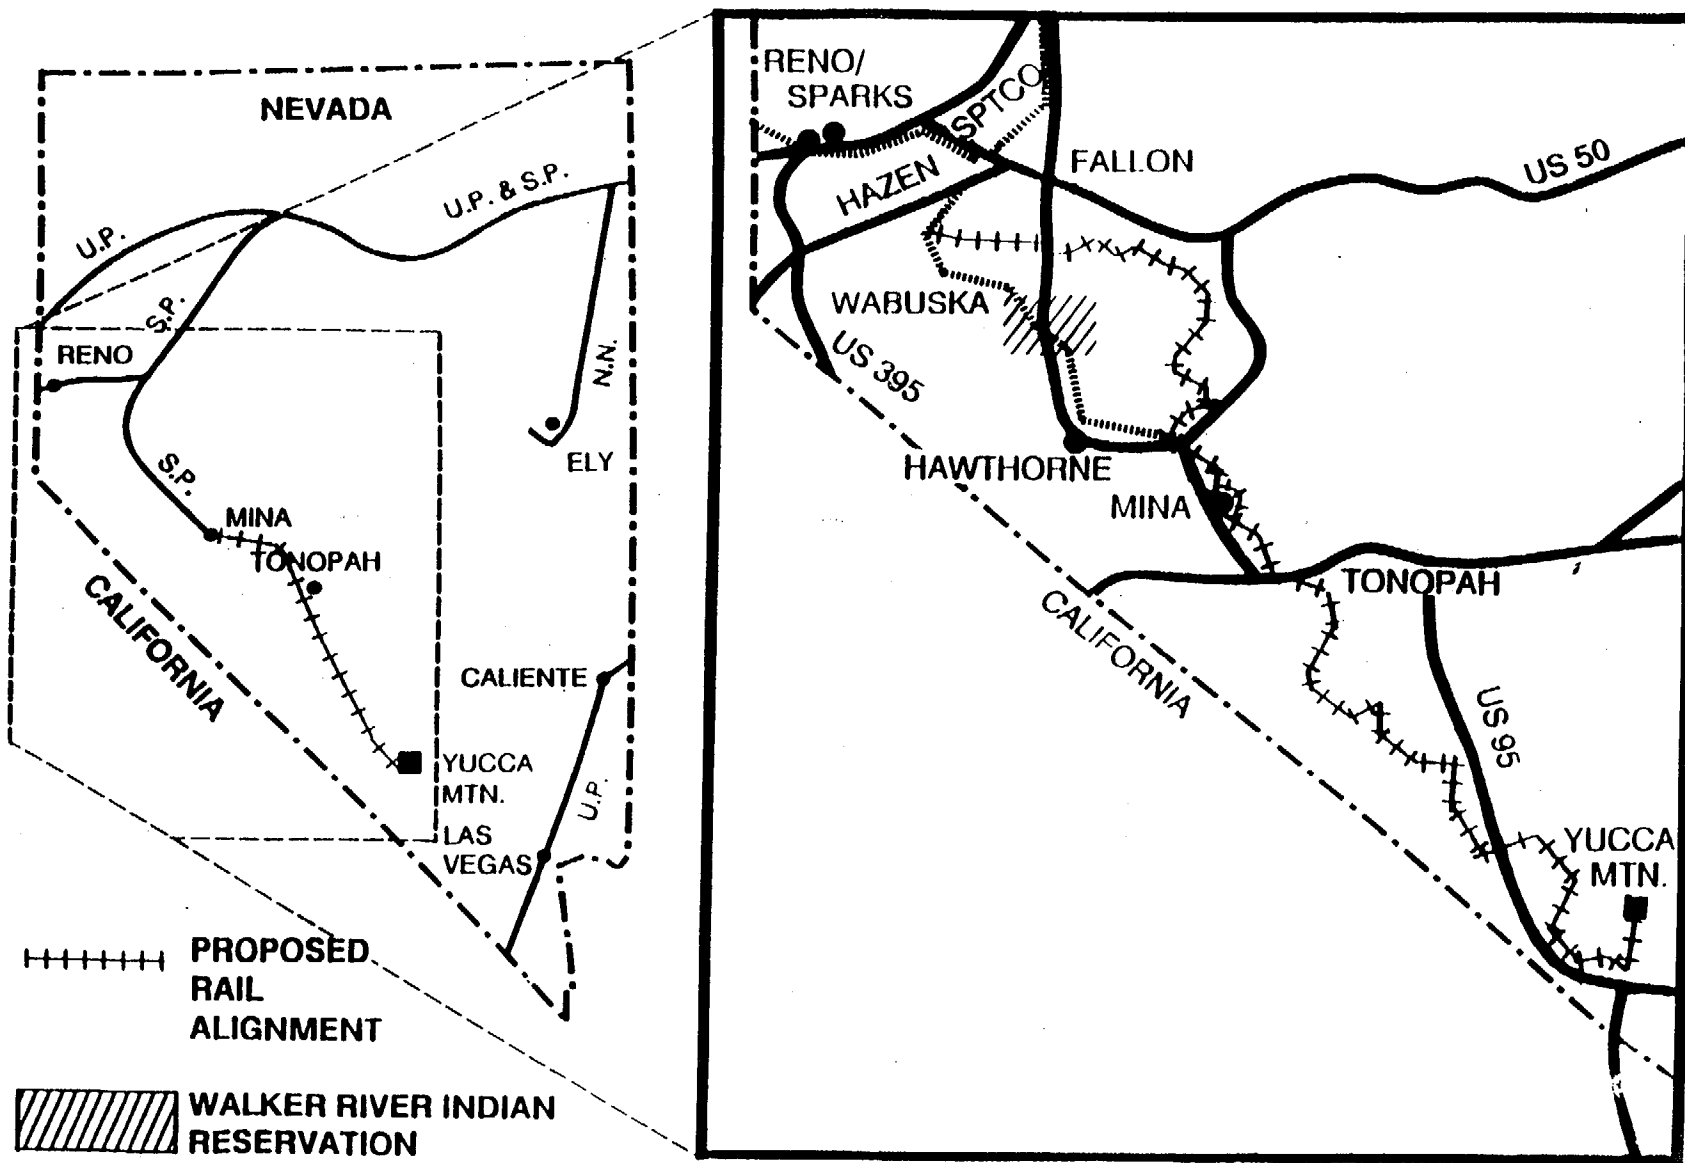 NEVADA
U.P. & S.P.
U.P.
S.P.
RENO
N.N.
ELY
S.P.
MINA
TONOPAH
CALIFORNIA
CALIENTE
YUCCA
MTN.
U.P.
LAS
VEGAS
PROPOSED
RAIL
ALIGNMENT
WALKER RIVER INDIAN
RESERVATION
RENO/
SPARKS
SPTCO
HAZEN
FALLON
US 50
WABUSKA
US 395
HAWTHORNE
MINA
TONOPAH
CALIFORNIA
US 95
YUCCA
MTN.